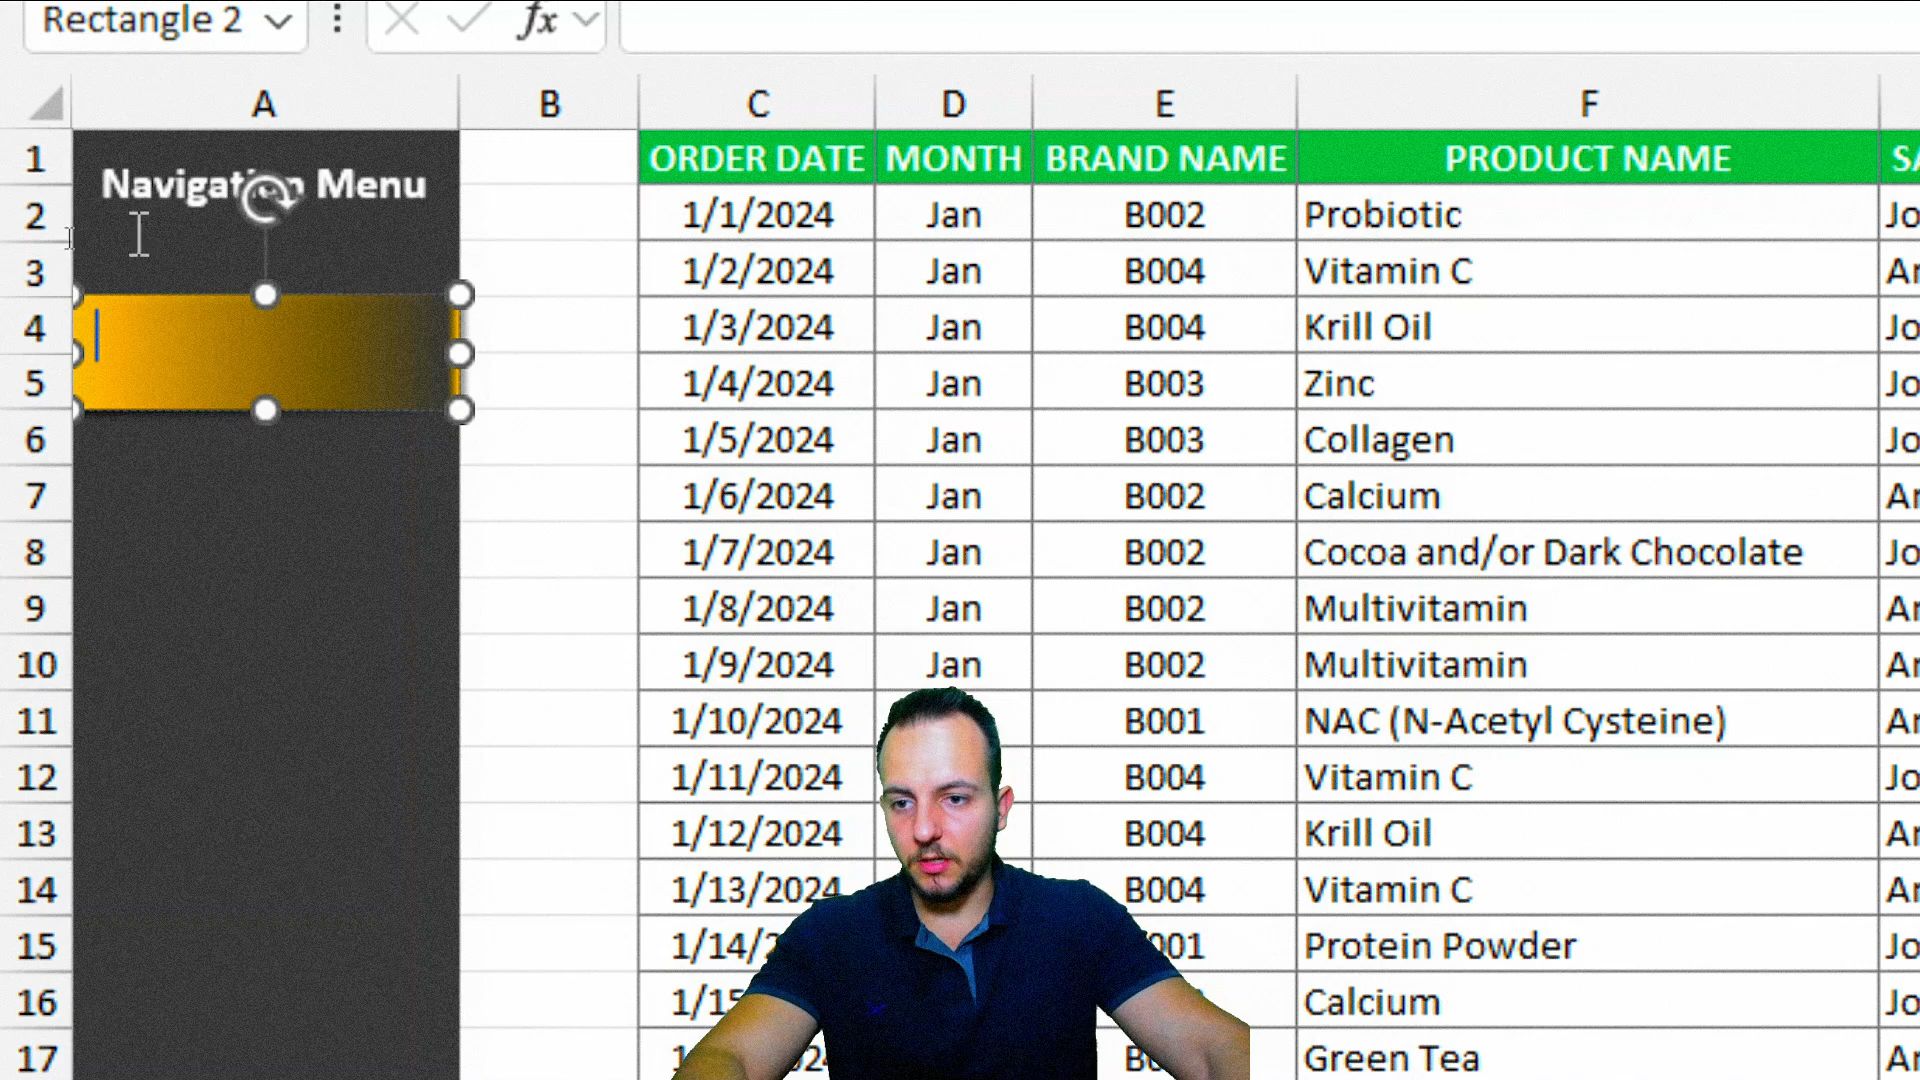 Rectangle 2 fx
A B C D E F
1 Navigation Menu ORDER DATE MONTH BRAND NAME PRODUCT NAME
2 1/1/2024 Jan B002 Probiotic
3 1/2/2024 Jan B004 Vitamin C
4 1/3/2024 Jan B004 Krill Oil
5 1/4/2024 Jan B003 Zinc
6 1/5/2024 Jan B003 Collagen
7 1/6/2024 Jan B002 Calcium
8 1/7/2024 Jan B002 Cocoa and/or Dark Chocolate
9 1/8/2024 Jan B002 Multivitamin
10 1/9/2024 Jan B002 Multivitamin
11 1/10/2024 B001 NAC (N-Acetyl Cysteine)
12 1/11/2024 B004 Vitamin C
13 1/12/2024 B004 Krill Oil
14 1/13/2024 B004 Vitamin C
15 Protein Powder
16 Calcium
17 Green Tea